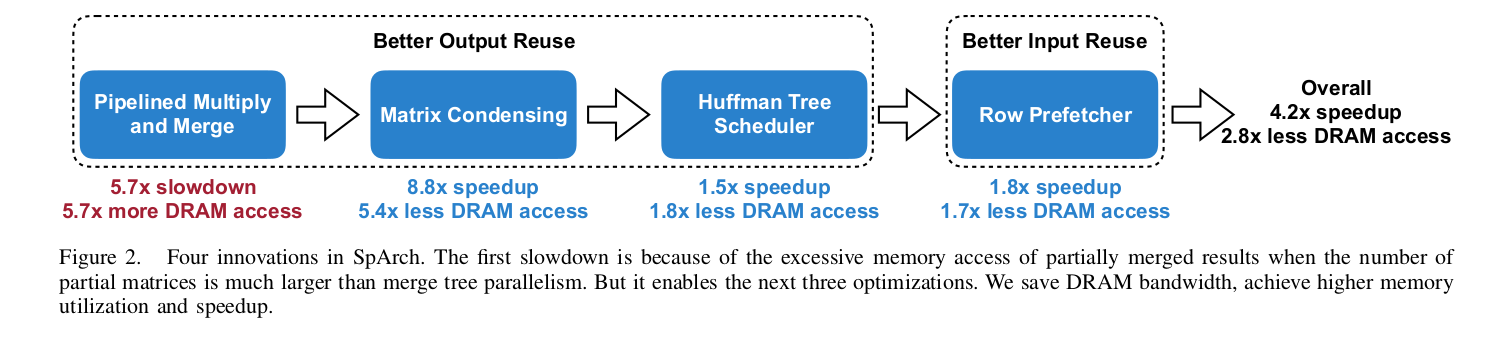 Better Output Reuse
Better Input Reuse
Pipelined Multiply
and Merge
Matrix Condensing
Huffman Tree
Scheduler
Row Prefetcher
Overall
4.2x speedup
2.8x less DRAM access
5.7x slowdown
5.7x more DRAM access
8.8x speedup
5.4x less DRAM access
1.5x speedup
1.8x less DRAM access
1.8x speedup
1.7x less DRAM access
Figure 2. Four innovations in SpArch. The first slowdown is because of the excessive memory access of partially merged results when the number of
partial matrices is much larger than merge tree parallelism. But it enables the next three optimizations. We save DRAM bandwidth, achieve higher memory
utilization and speedup.